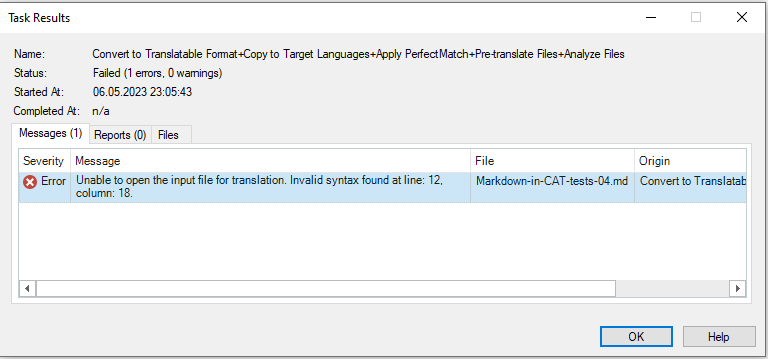 Task Results
Name: Convert to Translatable Format+Copy to Target Languages+Apply PerfectMatch+Pre-translate Files+Analyze Files
Status: Failed (1 errors, 0 warnings)
Started At: 06.05.2023 23:05:43
Completed At: n/a
Messages (1) Reports (0) Files
Severity Message File Origin
Error Unable to open the input file for translation. Invalid syntax found at line: 12, Markdown-in-CAT-tests-04.md Convert to Translatab
column: 18.
OK Help